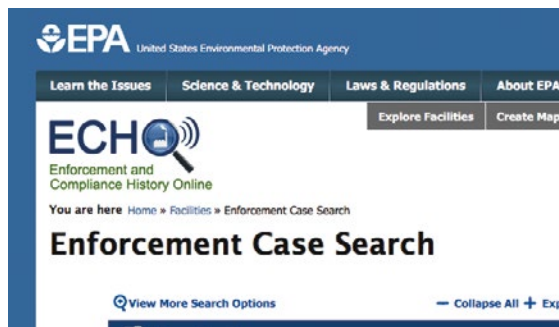 EPA United States Environmental Protection Agency
Learn the Issues Science & Technology Laws & Regulations About EPA
Explore Facilities Create Map
ECHO
Enforcement and
Compliance History Online
You are here Home » Facilities » Enforcement Case Search
Enforcement Case Search
View More Search Options Collapse All Exp